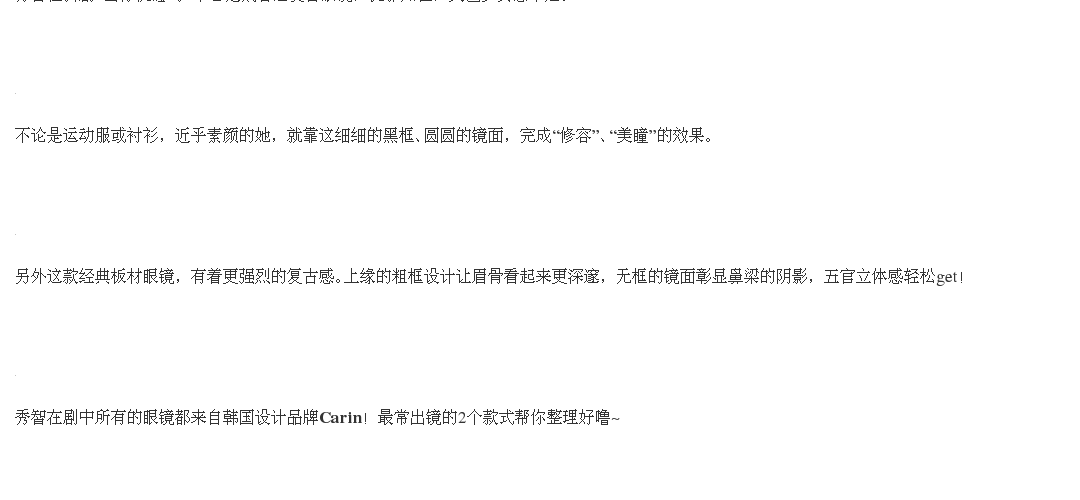 不论是运动服或衬衫，近乎素颜的她，就靠这细细的黑框、圆圆的镜面，完成“修容”、“美瞳”的效果。
另外这款经典板材眼镜，有着更强烈的复古感。上缘的粗框设计让眉骨看起来更深邃，无框的镜面彰显鼻梁的阴影，五官立体感轻松get！
秀智在剧中所有的眼镜都来自韩国设计品牌Carin！最常出镜的2个款式帮你整理好噜~